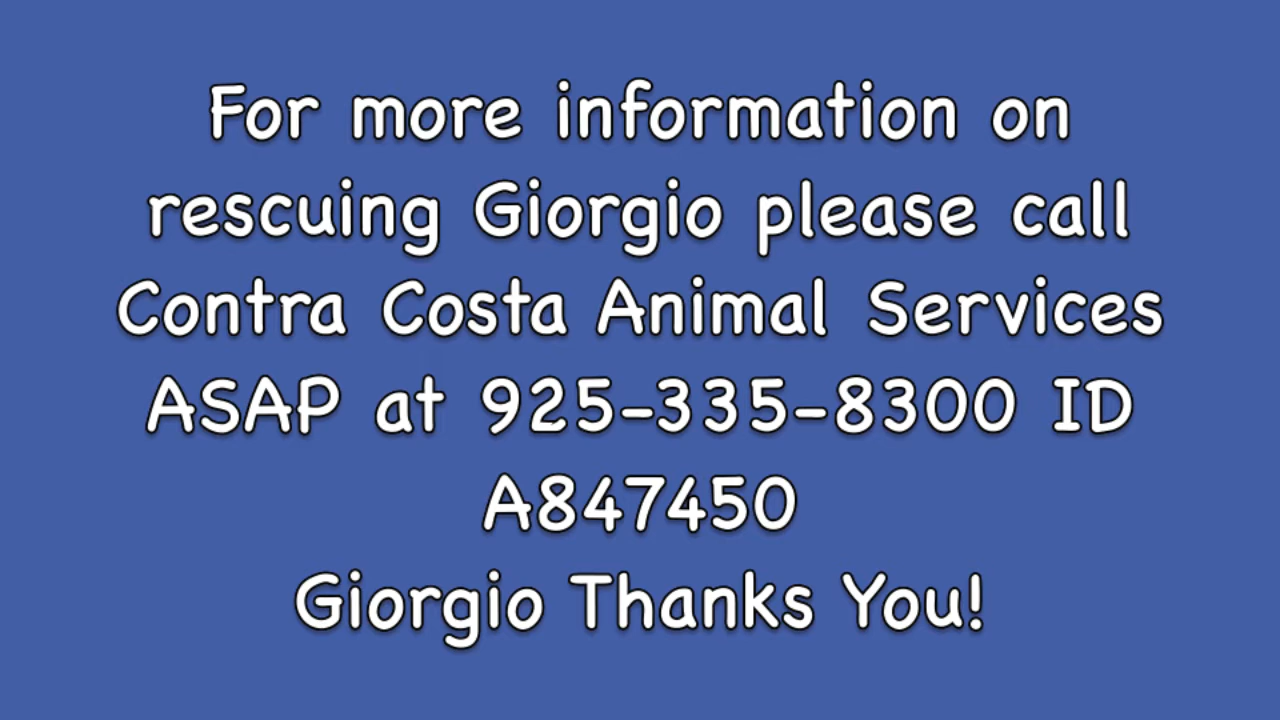 For more information on
rescuing Giorgio please call
Contra Costa Animal Services
ASAP at 925-335-8300 ID
A847450
Giorgio Thanks You!